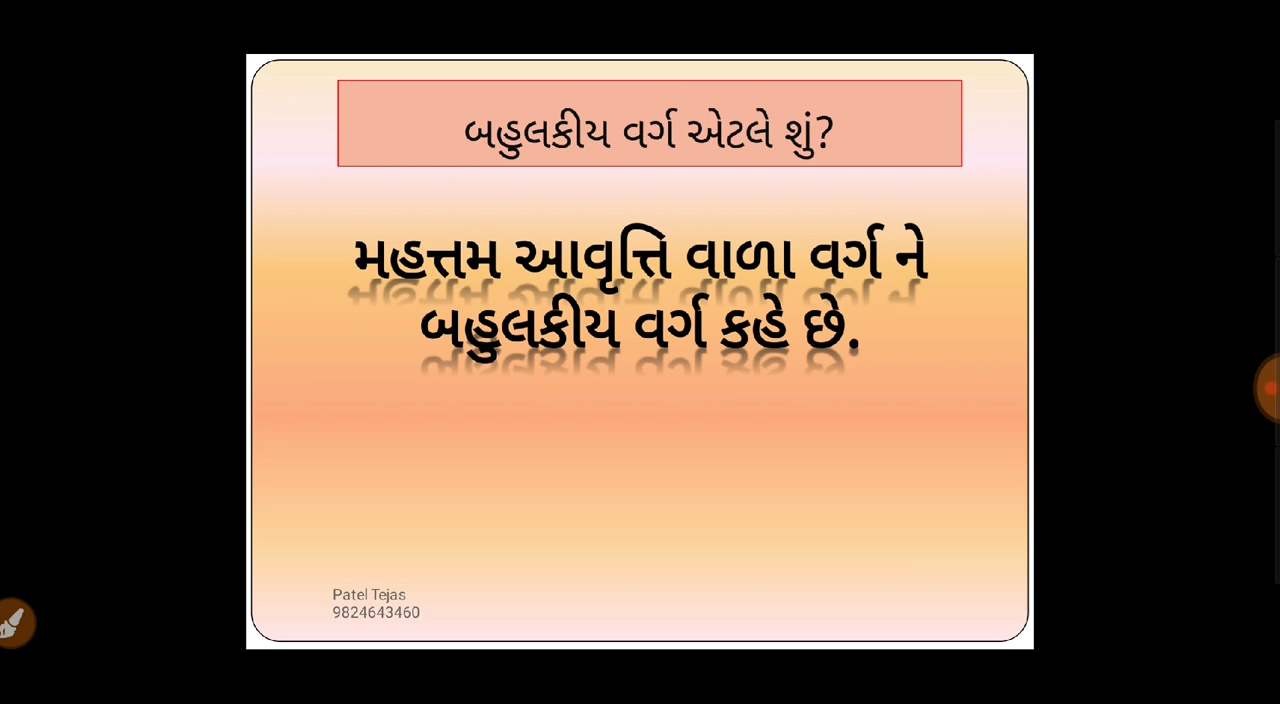 બહુલકીય વર્ગ એટલે શું?
મહત્તમ આવૃત્તિ વાળા વર્ગ ને
બહુલકીય વર્ગ કહે છે.
Patel Tejas
9824643460